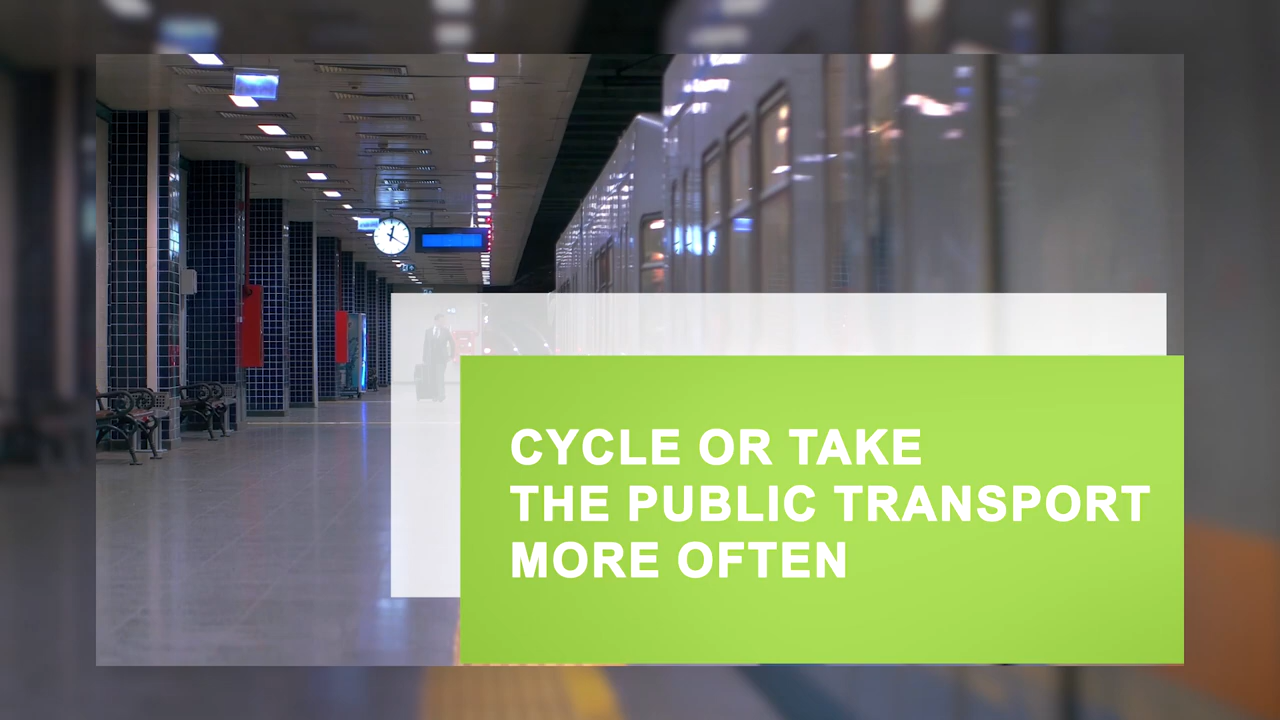 CYCLE OR TAKE
THE PUBLIC TRANSPORT
MORE OFTEN